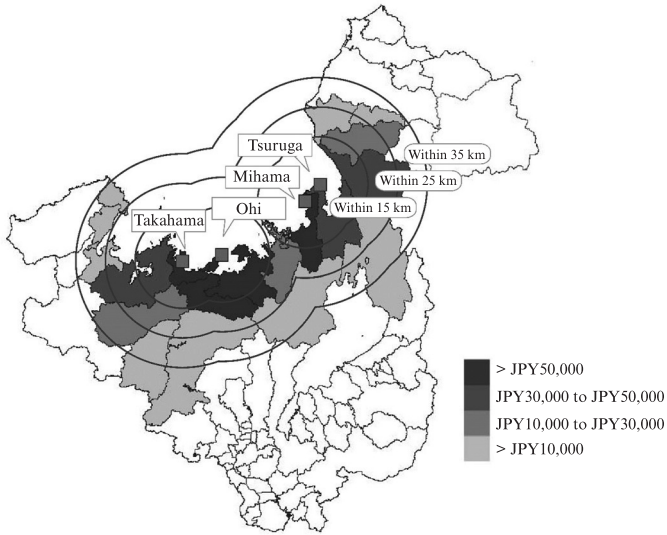 Tsuruga
Mihama
Ohi
Takahama
Within 35 km
Within 25 km
Within 15 km
> JPY50,000
JPY30,000 to JPY50,000
JPY10,000 to JPY30,000
> JPY10,000